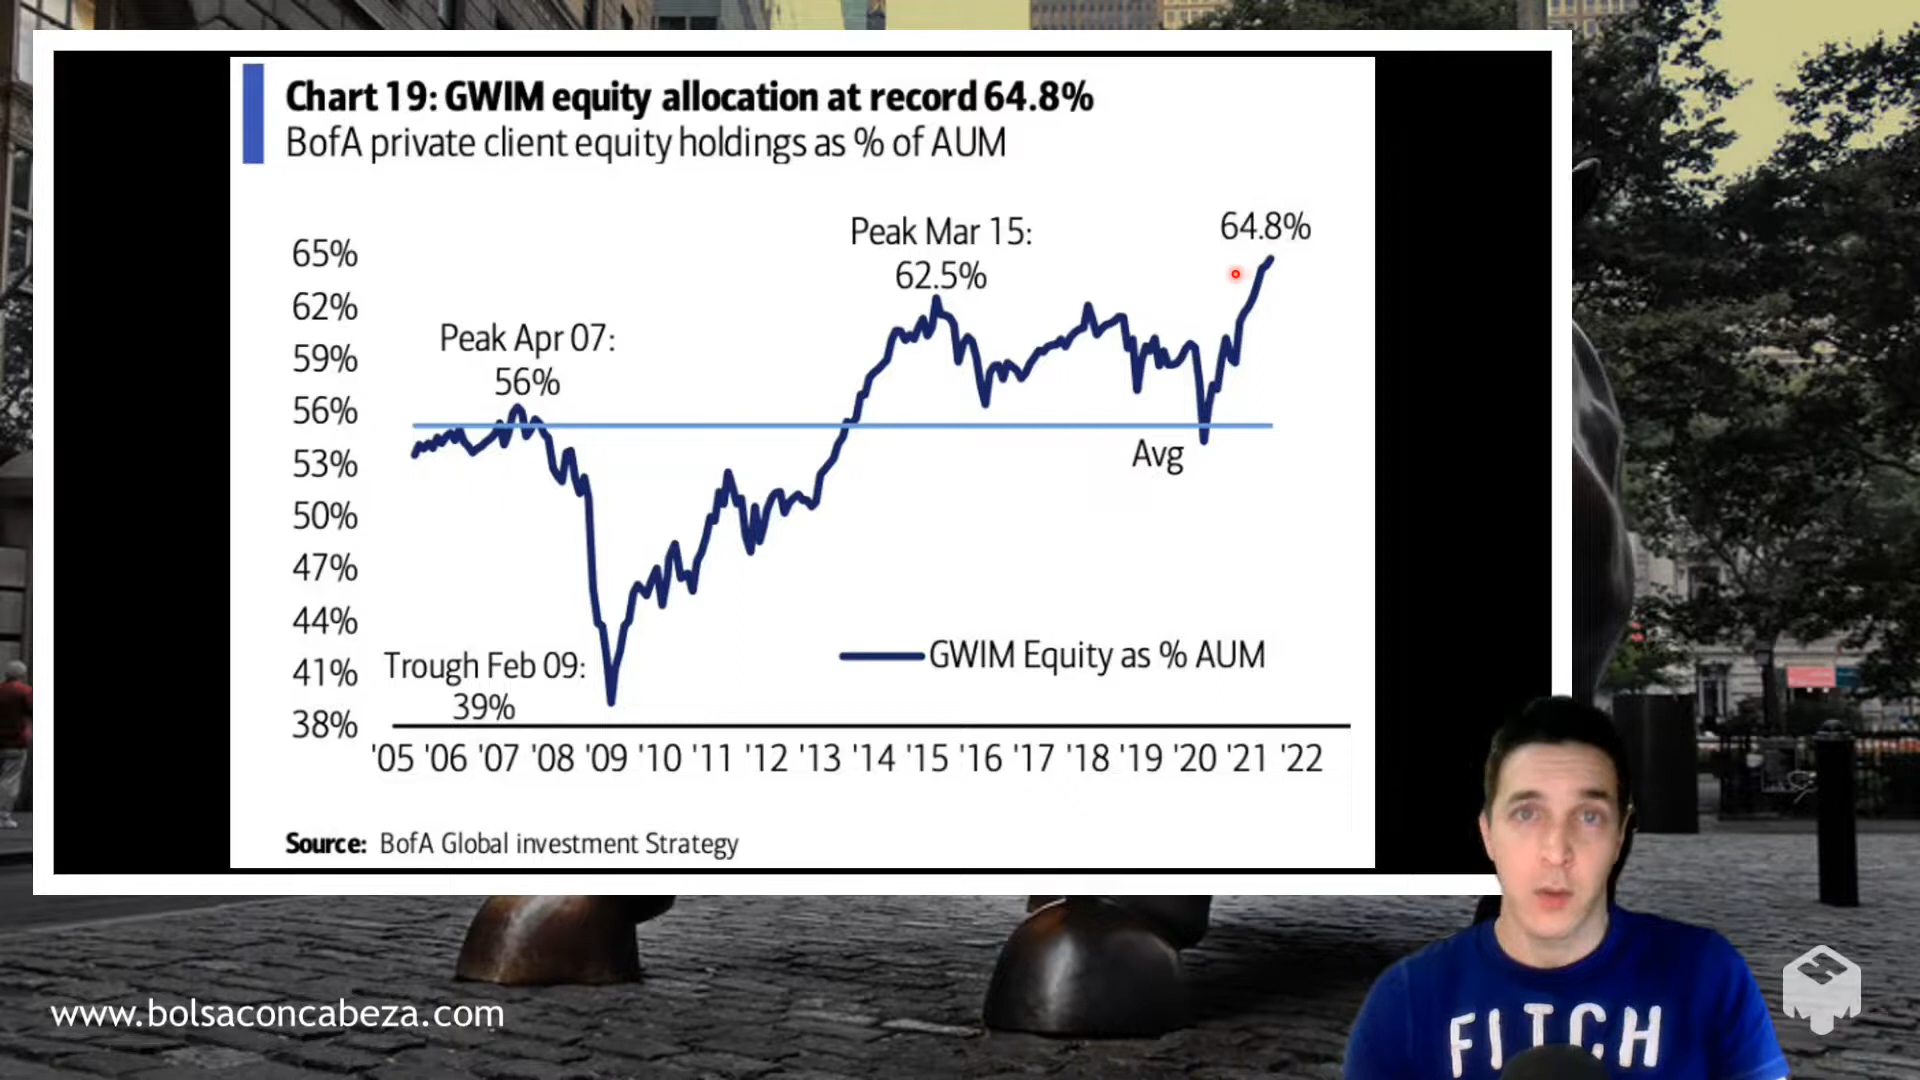 Chart 19: GWIM equity allocation at record 64.8%
BofA private client equity holdings as % of AUM
65%
62%
59%
56%
53%
50%
47%
44%
41%
38%
Peak Apr 07:
56%
Peak Mar 15:
62.5%
64.8%
Avg
Trough Feb 09:
39%
GWIM Equity as % AUM
'05 '06 '07 '08 '09 '10 '11 '12 '13 '14 '15 '16 '17 '18 '19 '20 '21 '22
Source: BofA Global investment Strategy
www.bolsaconcabeza.com
FITCH